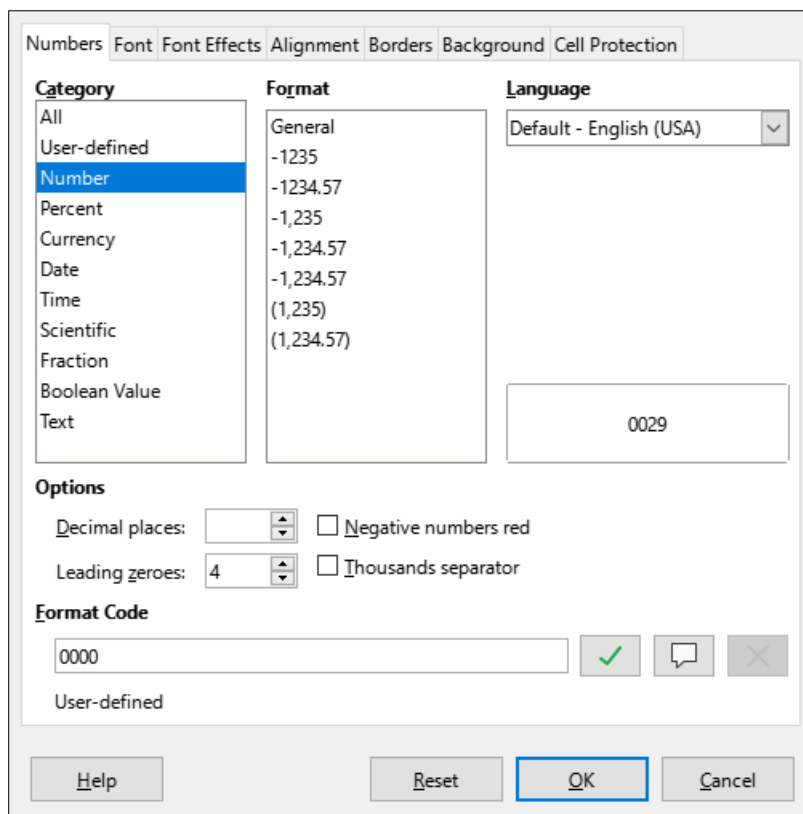 Numbers Font Font Effects Alignment Borders Background Cell Protection
Category
All
User-defined
Number
Percent
Currency
Date
Time
Scientific
Fraction
Boolean Value
Text
Format
General
-1235
-1234.57
-1,235
-1,234.57
-1,234.57
(1,235)
(1,234.57)
Language
Default - English (USA)
0029
Options
Decimal places:
Negative numbers red
Leading zeroes: 4
Thousands separator
Format Code
0000
User-defined
Help Reset OK Cancel